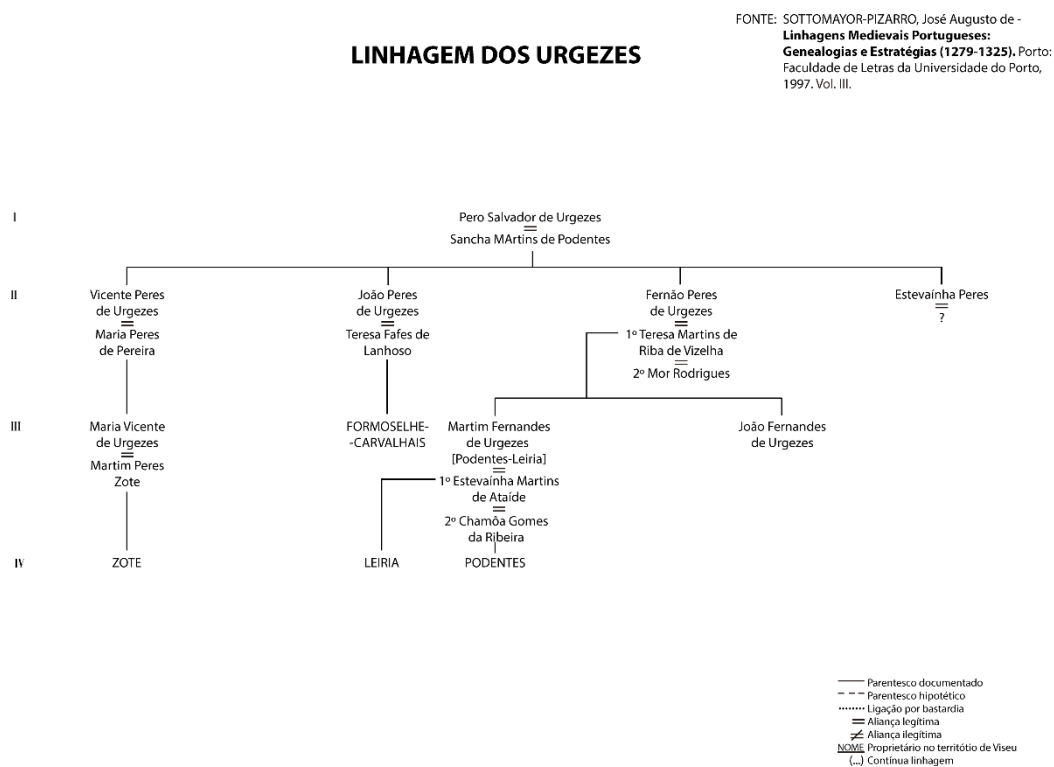 FONTE: SOTTOMAYOR-PIZARRO, José Augusto de -
Linhagens Medievais Portugueses:
Genealogias e Estratégias (1279-1325). Porto:
Faculdade de Letras da Universidade do Porto,
1997. Vol. III.
LINHAGEM DOS URGEZES
I
Pero Salvador de Urgezes
=
Sancha MArtins de Podentes
II
Vicente Peres
de Urgezes
=
Maria Peres
de Pereira
João Peres
de Urgezes
=
Teresa Fafes de
Lanhoso
Fernão Peres
de Urgezes
=
1º Teresa Martins de
Riba de Vizelha
=
2º Mor Rodrigues
Estevaínha Peres
=
?
III
Maria Vicente
de Urgezes
=
Martim Peres
Zote
FORMOSELHE-
-CARVALHAIS
Martim Fernandes
de Urgezes
[Podentes-Leiria]
=
1º Estevaínha Martins
de Ataíde
=
2º Chamôa Gomes
da Ribeira
João Fernandes
de Urgezes
IV
ZOTE
LEIRIA
PODENTES
Parentesco documentado
Parentesco hipotético
Ligação por bastardia
= Aliança legítima
≠ Aliança ilegítima
NOME Proprietário no territótio de Viseu
(...) Contínua linhagem